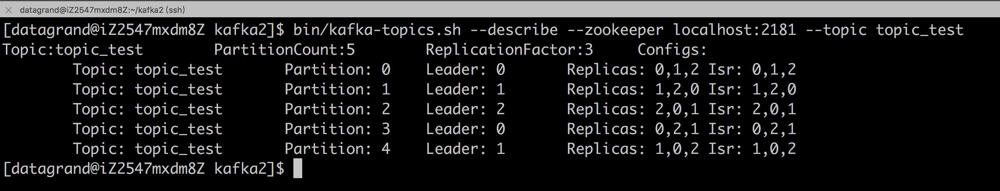 datagrand@iZ2547mxdm8Z:~/kafka2 (ssh)
[datagrand@iZ2547mxdm8Z kafka2]$ bin/kafka-topics.sh --describe --zookeeper localhost:2181 --topic topic_test
Topic:topic_test	PartitionCount:5	ReplicationFactor:3	Configs:
	Topic: topic_test	Partition: 0	Leader: 0	Replicas: 0,1,2	Isr: 0,1,2
	Topic: topic_test	Partition: 1	Leader: 1	Replicas: 1,2,0	Isr: 1,2,0
	Topic: topic_test	Partition: 2	Leader: 2	Replicas: 2,0,1	Isr: 2,0,1
	Topic: topic_test	Partition: 3	Leader: 0	Replicas: 0,2,1	Isr: 0,2,1
	Topic: topic_test	Partition: 4	Leader: 1	Replicas: 1,0,2	Isr: 1,0,2
[datagrand@iZ2547mxdm8Z kafka2]$